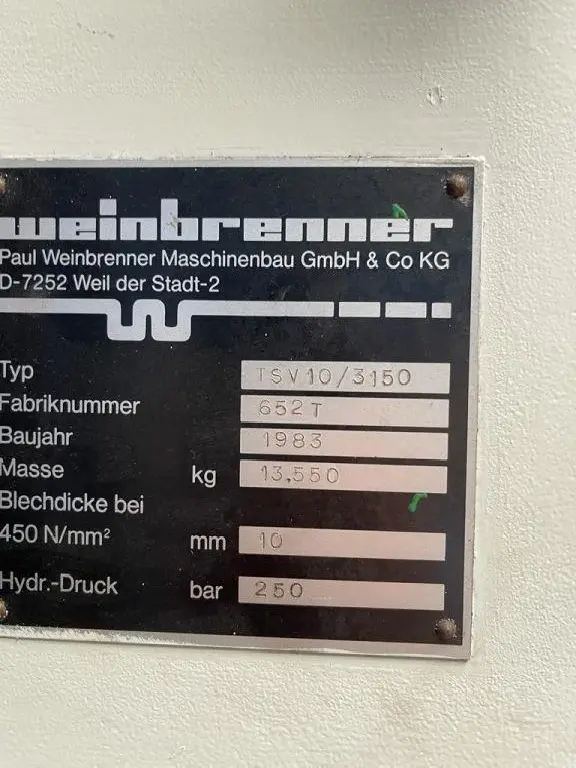 weinbrenner
Paul Weinbrenner Maschinenbau GmbH & Co KG
D-7252 Weil der Stadt-2
Typ TSV10/3150
Fabriknummer 652T
Baujahr 1983
Masse kg 13,550
Blechdicke bei
450 N/mm² mm 10
Hydr.-Druck bar 250